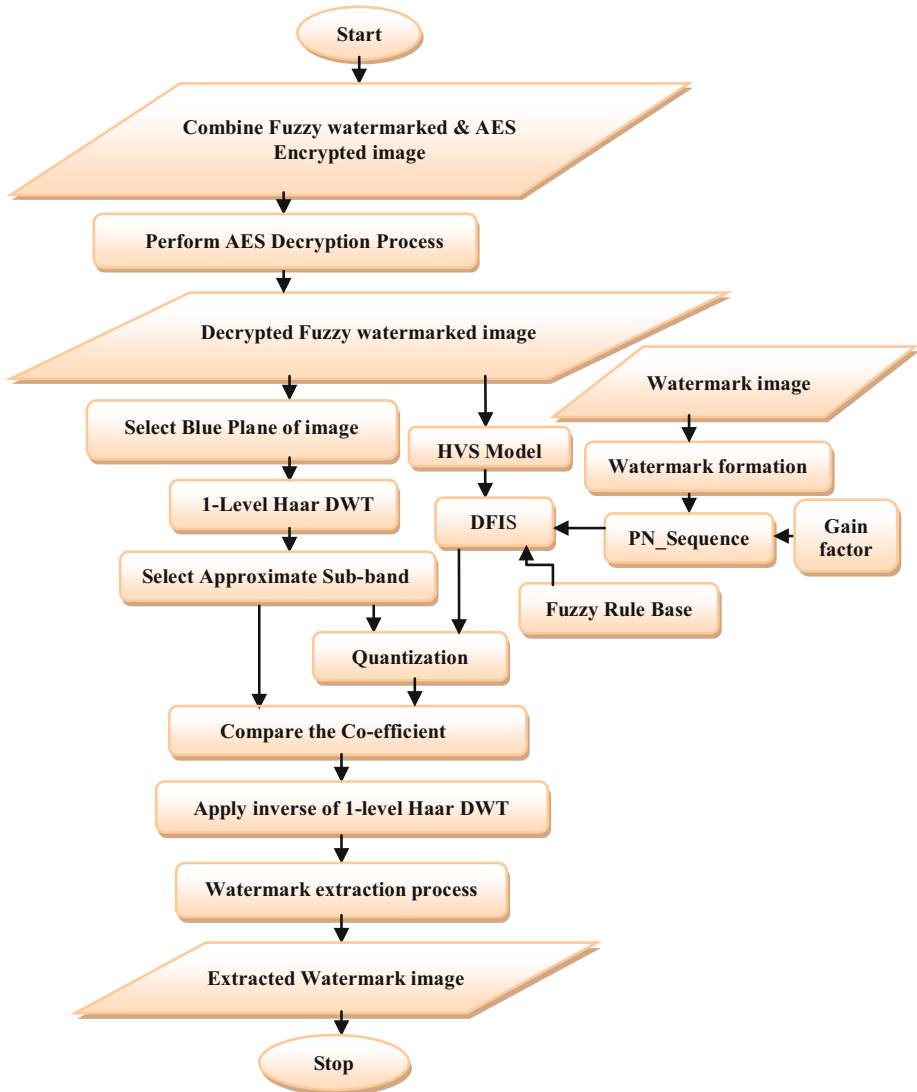 Start
Combine Fuzzy watermarked & AES
Encrypted image
Perform AES Decryption Process
Decrypted Fuzzy watermarked image
Watermark image
Select Blue Plane of image
HVS Model
Watermark formation
1-Level Haar DWT
DFIS
PN_Sequence
Gain
factor
Select Approximate Sub-band
Fuzzy Rule Base
Quantization
Compare the Co-efficient
Apply inverse of 1-level Haar DWT
Watermark extraction process
Extracted Watermark image
Stop